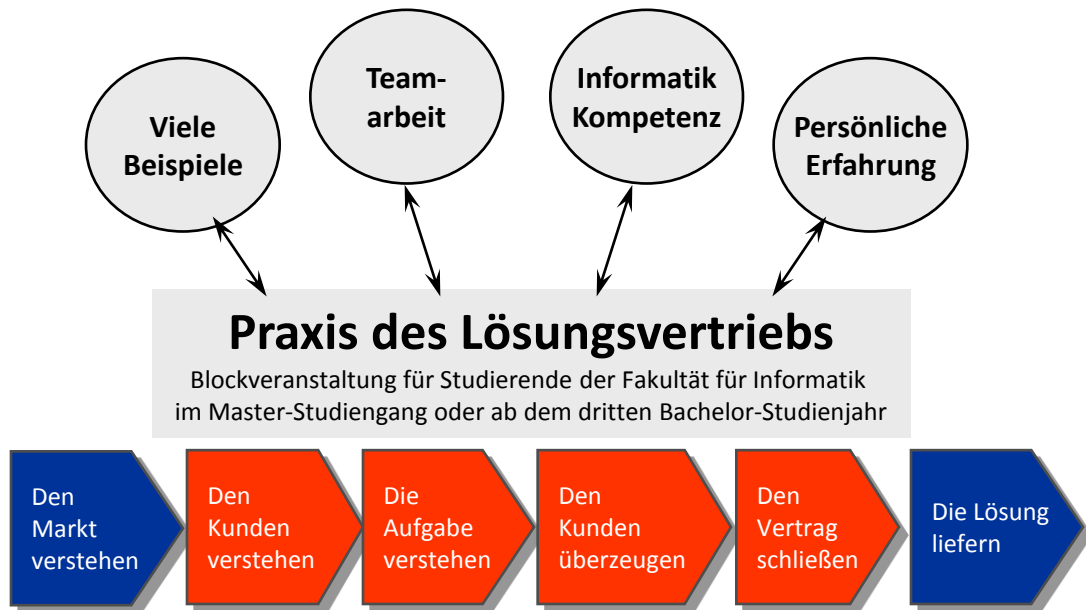 Viele
Beispiele
Team-
arbeit
Informatik
Kompetenz
Persönliche
Erfahrung
Praxis des Lösungsvertriebs
Blockveranstaltung für Studierende der Fakultät für Informatik
im Master-Studiengang oder ab dem dritten Bachelor-Studienjahr
Den
Markt
verstehen
Den
Kunden
verstehen
Die
Aufgabe
verstehen
Den
Kunden
überzeugen
Den
Vertrag
schließen
Die Lösung
liefern